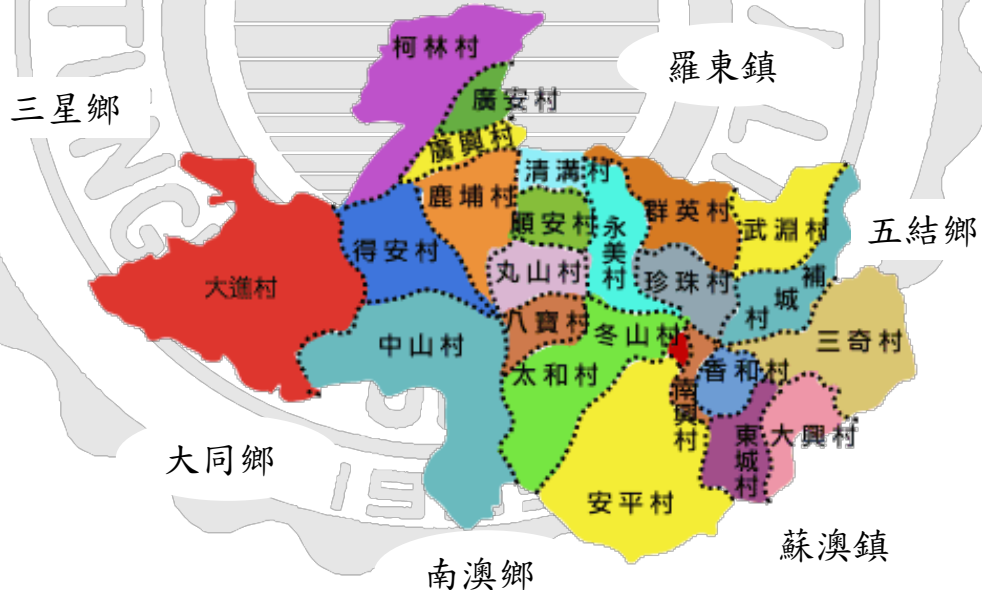 柯林村
羅東鎮
三星鄉
廣安村
廣興村
清溝村
鹿埔村
順安村
群英村
武淵村
五結鄉
永美村
得安村
丸山村
珍珠村
補城村
大進村
八寶村
冬山村
三奇村
中山村
太和村
香和村
南興村
東城村
大興村
大同鄉
安平村
蘇澳鎮
南澳鄉
TING
19